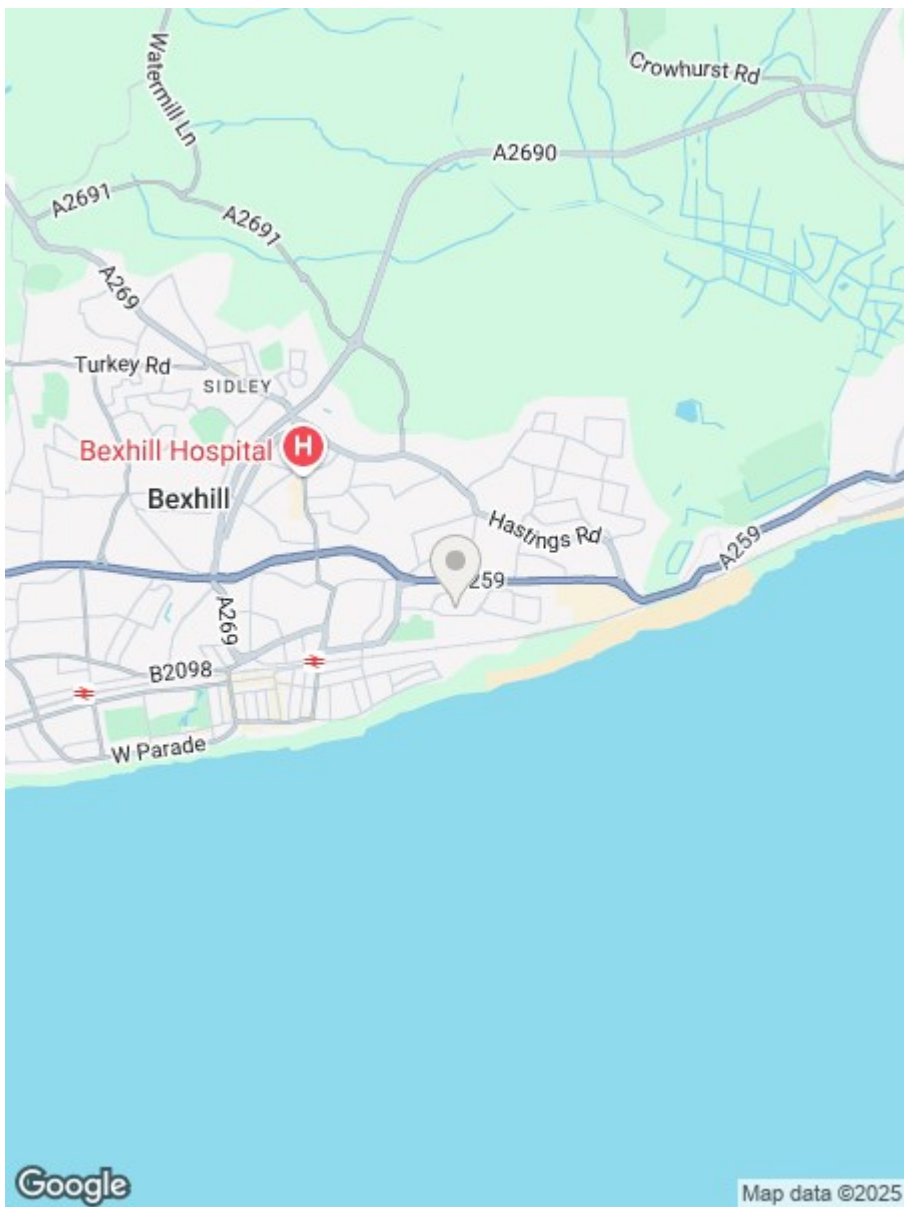 Watermill Ln
Crowhurst Rd
A2690
A2691
A2691
A269
Turkey Rd
SIDLEY
Bexhill Hospital
H
Bexhill
Hastings Rd
A259
259
A269
B2098
W Parade
Google
Map data ©2025